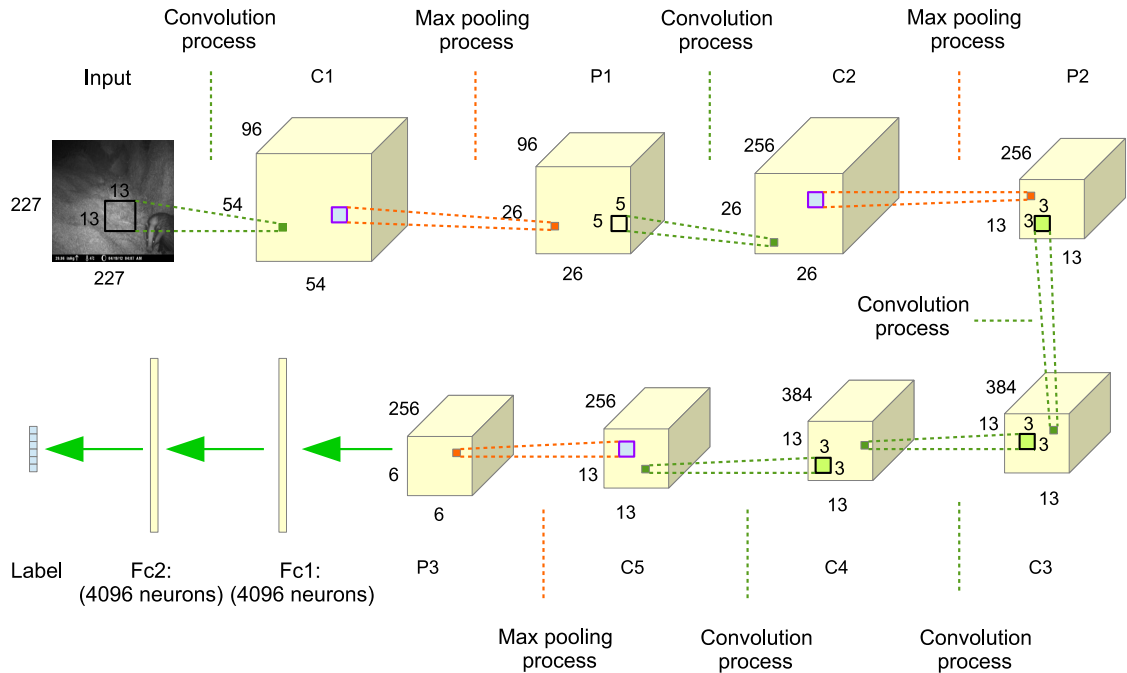 Convolution
process
Max pooling
process
Convolution
process
Max pooling
process
Input
C1
P1
C2
P2
96
96
256
256
13
13
227
227
54
54
26
5
5
26
26
26
13
3
3
13
Convolution
process
256
256
384
384
6
6
13
13
13
3
3
13
13
3
3
13
Label
Fc2:
(4096 neurons)
Fc1:
(4096 neurons)
P3
C5
C4
C3
Max pooling
process
Convolution
process
Convolution
process